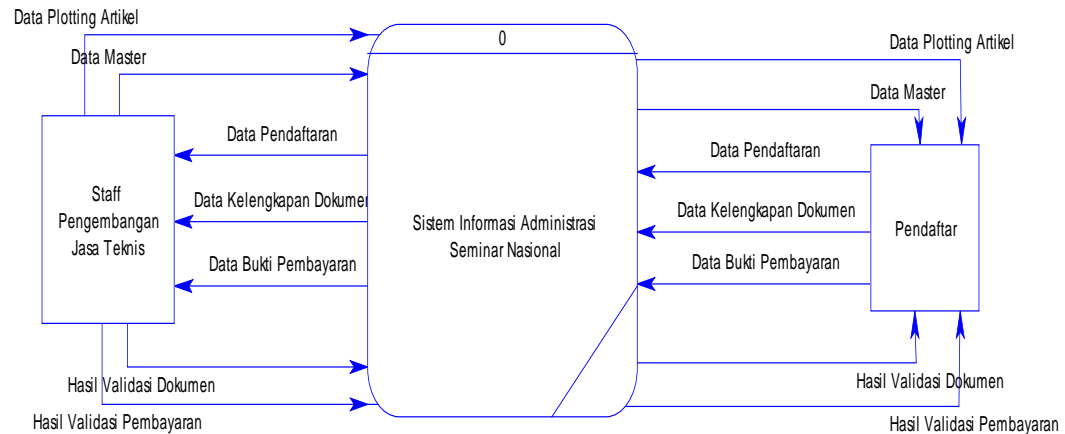 Data Plotting Artikel
Data Master
Data Pendaftaran
Data Kelengkapan Dokumen
Data Bukti Pembayaran
Staff
Pengembangan
Jasa Teknis
Hasil Validasi Dokumen
Hasil Validasi Pembayaran
0
Sistem Informasi Administrasi
Seminar Nasional
Data Plotting Artikel
Data Master
Data Pendaftaran
Data Kelengkapan Dokumen
Data Bukti Pembayaran
Pendaftar
Hasil Validasi Dokumen
Hasil Validasi Pembayaran